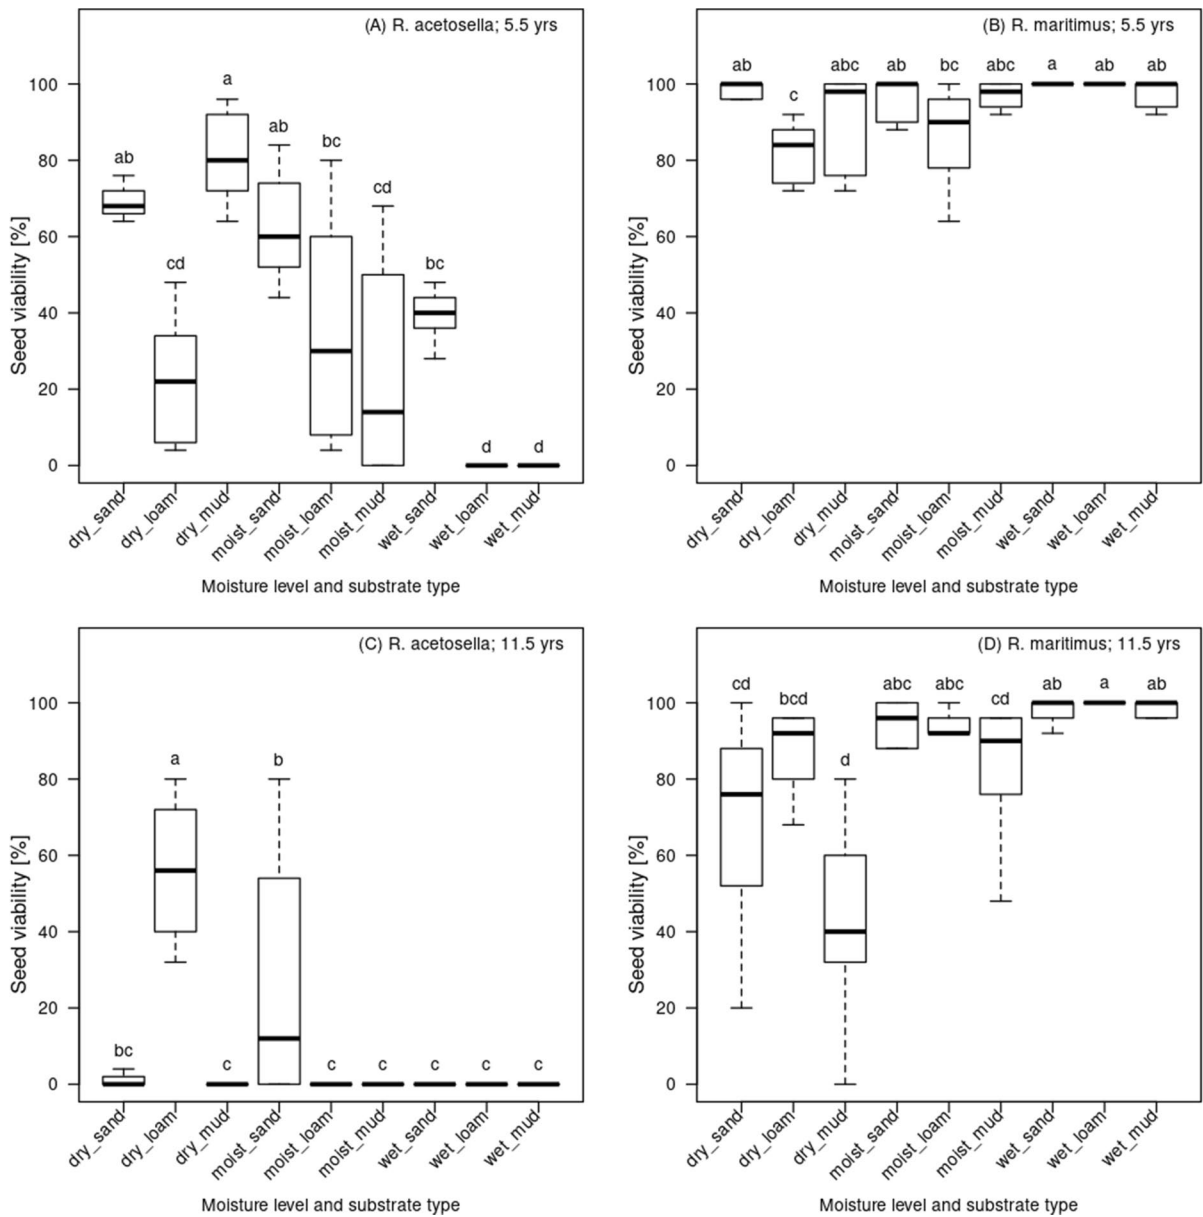 (A) R. acetosella; 5.5 yrs
Seed viability [%]
100
80
60
40
20
0
ab
cd
a
ab
bc
cd
bc
d
d
dry_sand
dry_loam
dry_mud
moist_sand
moist_loam
moist_mud
wet_sand
wet_loam
wet_mud
Moisture level and substrate type
(B) R. maritimus; 5.5 yrs
Seed viability [%]
100
80
60
40
20
0
ab
c
abc
ab
bc
abc
a
ab
ab
dry_sand
dry_loam
dry_mud
moist_sand
moist_loam
moist_mud
wet_sand
wet_loam
wet_mud
Moisture level and substrate type
(C) R. acetosella; 11.5 yrs
Seed viability [%]
100
80
60
40
20
0
bc
a
c
b
c
c
c
c
c
dry_sand
dry_loam
dry_mud
moist_sand
moist_loam
moist_mud
wet_sand
wet_loam
wet_mud
Moisture level and substrate type
(D) R. maritimus; 11.5 yrs
Seed viability [%]
100
80
60
40
20
0
cd
bcd
d
abc
abc
cd
ab
a
ab
dry_sand
dry_loam
dry_mud
moist_sand
moist_loam
moist_mud
wet_sand
wet_loam
wet_mud
Moisture level and substrate type